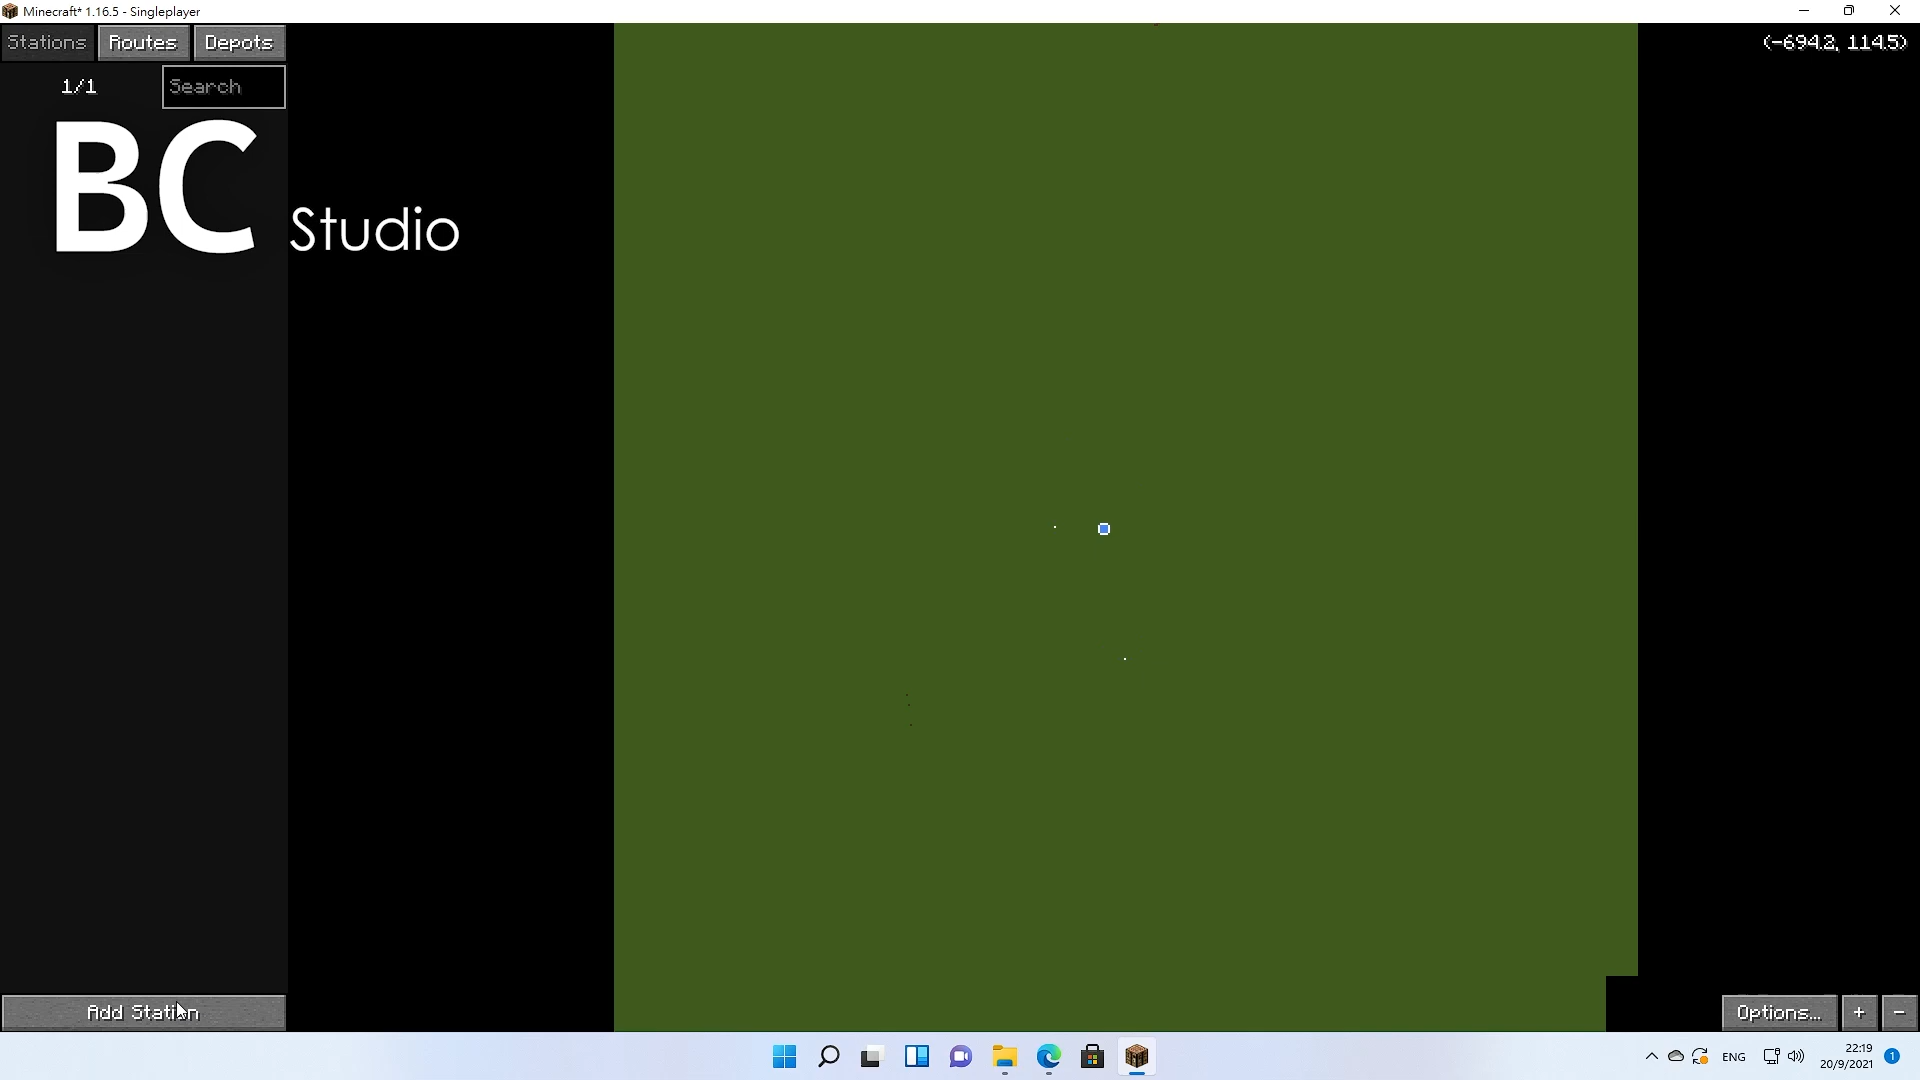 Minecraft* 1.16.5 - Singleplayer
Stations Routes Depots
(-694.2, 114.5)
1/1 Search
BC Studio
Add Station
Options... + -
ENG
22:19
20/9/2021
1